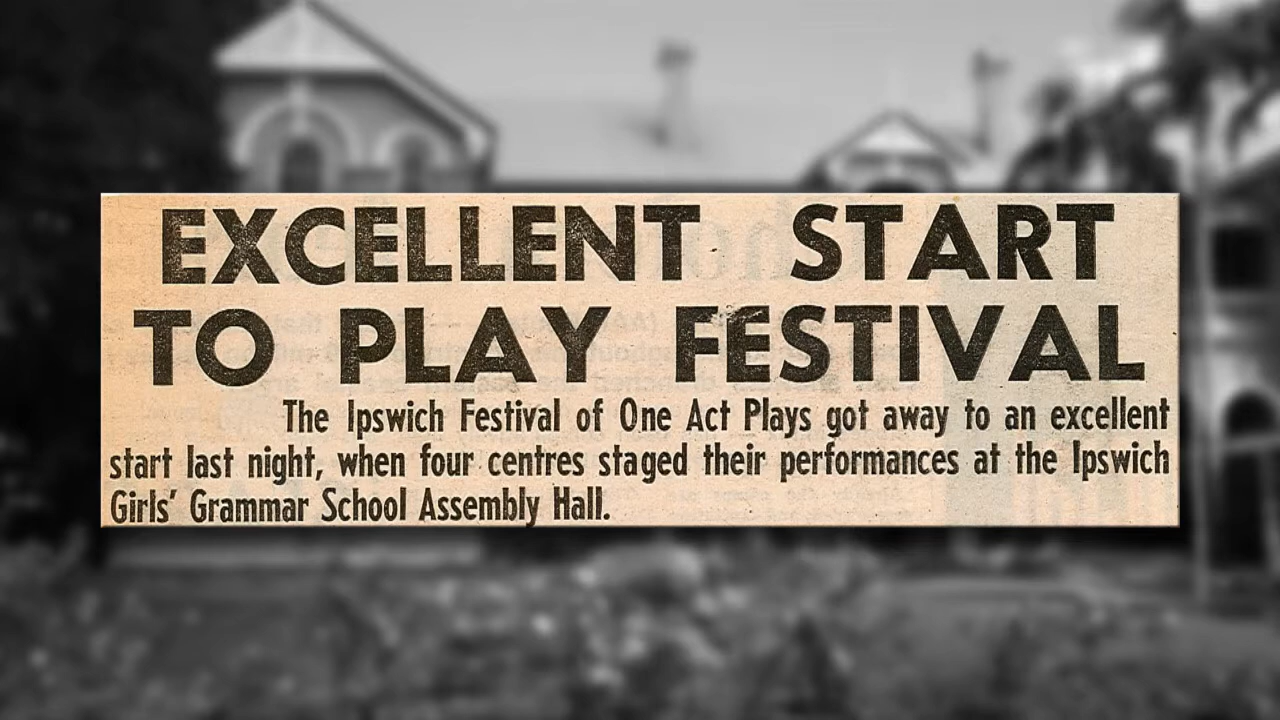 EXCELLENT START
TO PLAY FESTIVAL
The Ipswich Festival of One Act Plays got away to an excellent
start last night, when four centres staged their performances at the Ipswich
Girls' Grammar School Assembly Hall.